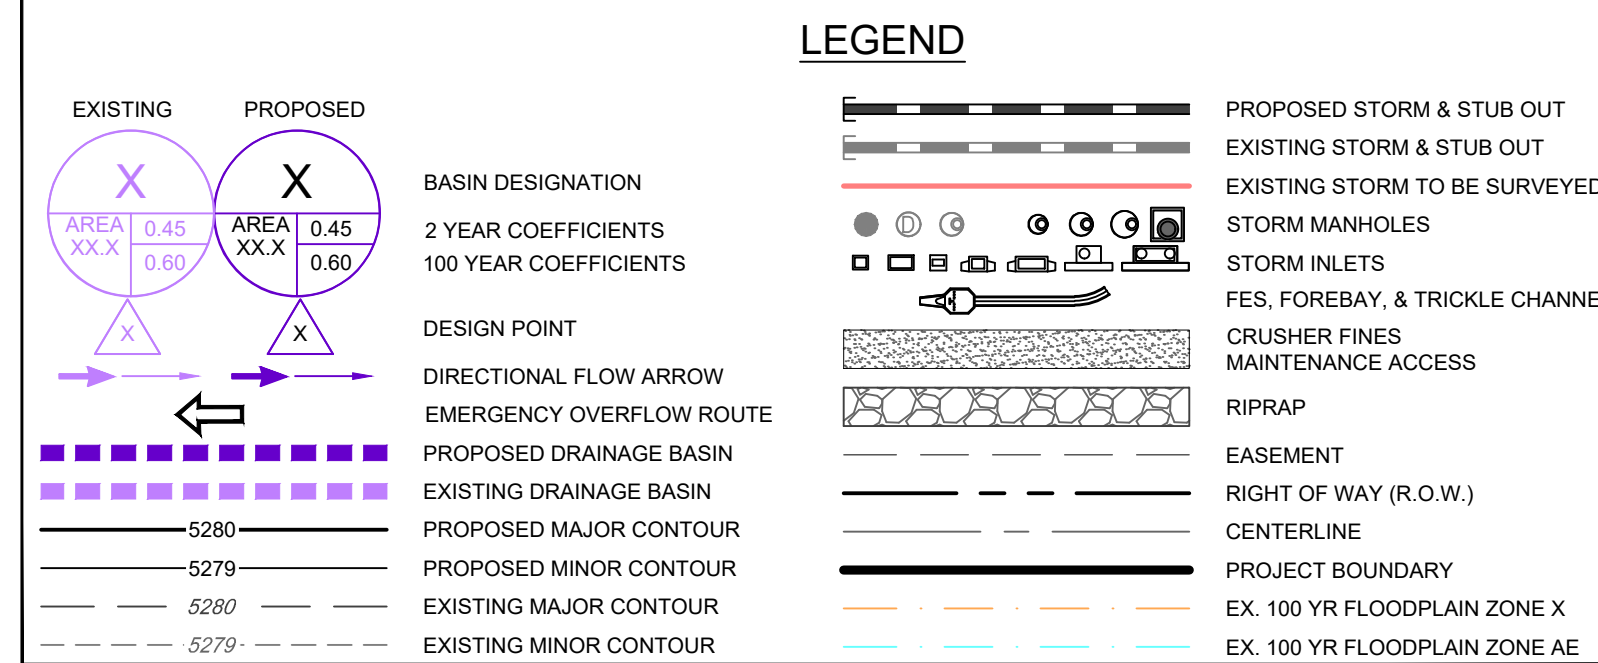 LEGEND
EXISTING PROPOSED
X X
BASIN DESIGNATION
AREA 0.45 AREA 0.45
2 YEAR COEFFICIENTS
XX.X 0.60 XX.X 0.60
100 YEAR COEFFICIENTS
X X
DESIGN POINT
DIRECTIONAL FLOW ARROW
EMERGENCY OVERFLOW ROUTE
PROPOSED DRAINAGE BASIN
EXISTING DRAINAGE BASIN
5280 PROPOSED MAJOR CONTOUR
5279 PROPOSED MINOR CONTOUR
5280 EXISTING MAJOR CONTOUR
5279 EXISTING MINOR CONTOUR
PROPOSED STORM & STUB OUT
EXISTING STORM & STUB OUT
EXISTING STORM TO BE SURVEYED
D STORM MANHOLES
STORM INLETS
FES, FOREBAY, & TRICKLE CHANNE
CRUSHER FINES
MAINTENANCE ACCESS
RIPRAP
EASEMENT
RIGHT OF WAY (R.O.W.)
CENTERLINE
PROJECT BOUNDARY
EX. 100 YR FLOODPLAIN ZONE X
EX. 100 YR FLOODPLAIN ZONE AE